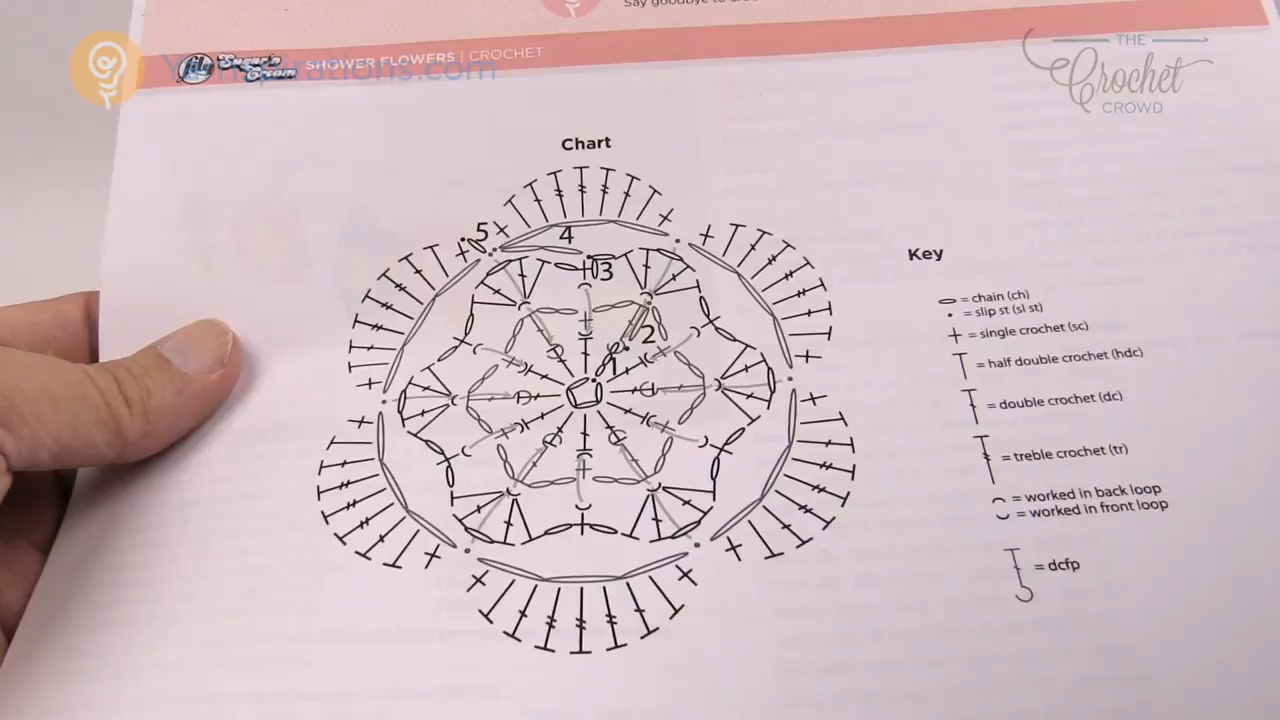 Say goodbye to
Lily Sugar'n Cream SHOWER FLOWERS | CROCHET
Yarnspirations.com
THE
Crochet
CROWD
Chart
5
4
3
2
1
Key
= chain (ch)
= slip st (sl st)
= single crochet (sc)
= half double crochet (hdc)
= double crochet (dc)
= treble crochet (tr)
= worked in back loop
= worked in front loop
= dcfp